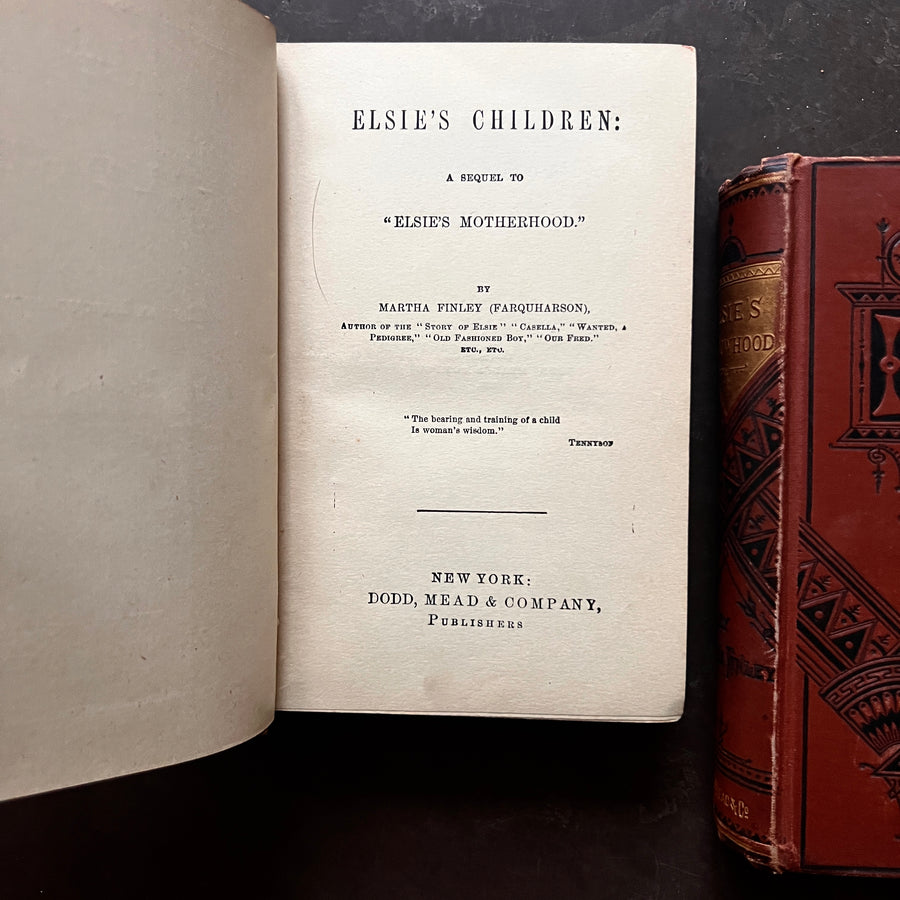 ELSIE'S CHILDREN:
A SEQUEL TO
"ELSIE'S MOTHERHOOD."
BY
MARTHA FINLEY (FARQUHARSON),
AUTHOR OF THE "STORY OF ELSIE" "CASELLA," "WANTED, A
PEDIGREE," "OLD FASHIONED BOY," "OUR FRED."
ETC., ETC.
"The bearing and training of a child
Is woman's wisdom."
TENNYSON
NEW YORK:
DODD, MEAD & COMPANY,
PUBLISHERS